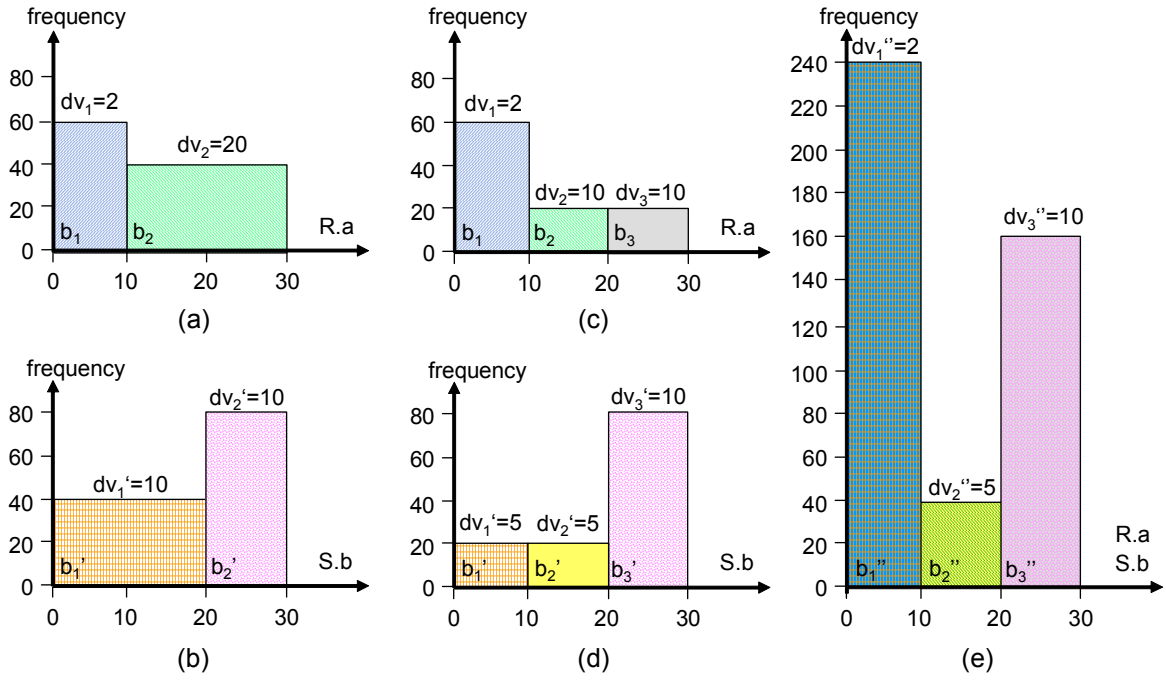 frequency
80
60
40
20
0
dv₁=2
dv₂=20
b₁
b₂
R.a
0 10 20 30
(a)
frequency
80
60
40
20
0
dv₁=2
dv₂=10
dv₃=10
b₁
b₂
b₃
R.a
0 10 20 30
(c)
frequency
80
60
40
20
0
dv₁‘=10
dv₂‘=10
b₁’
b₂’
S.b
0 10 20 30
(b)
frequency
80
60
40
20
0
dv₁‘=5
dv₂‘=5
dv₃‘=10
b₁’
b₂’
b₃’
S.b
0 10 20 30
(d)
frequency
240
220
200
180
160
140
120
100
80
60
40
20
0
dv₁‘’=2
dv₂‘’=5
dv₃‘’=10
b₁’’
b₂’’
b₃’’
R.a
S.b
0 10 20 30
(e)